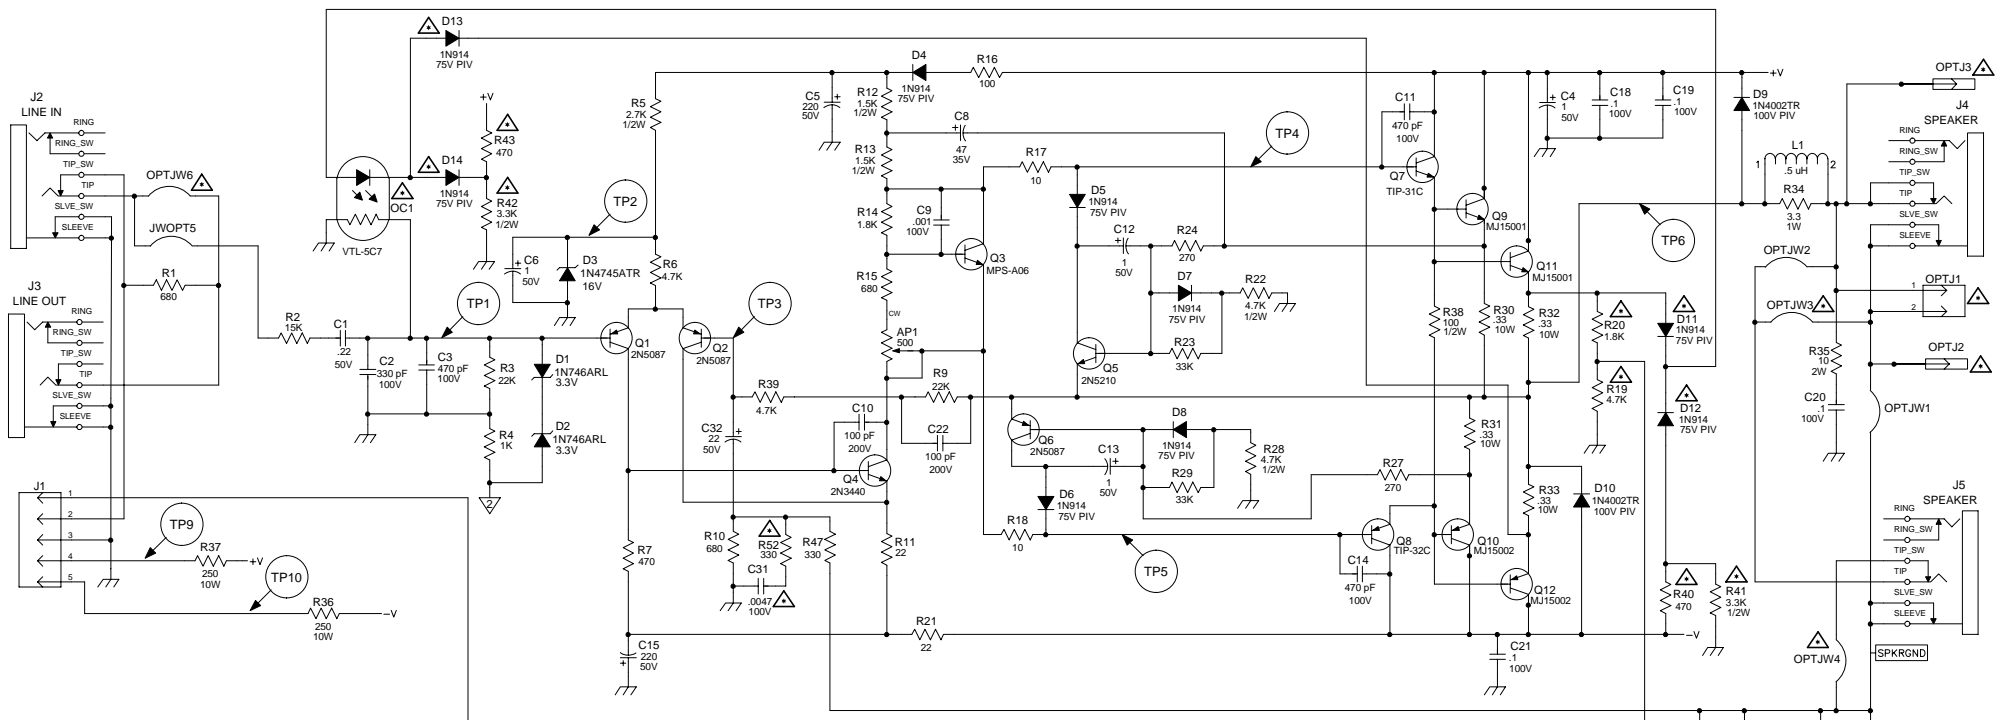 J2
LINE IN
RING
RING_SW
TIP_SW
TIP
SLVE_SW
SLEEVE
J3
LINE OUT
RING
RING_SW
TIP_SW
TIP
SLVE_SW
SLEEVE
J1
1
2
3
4
5
OPTJW6
*
JWOPT5
R1
680
TP9
R37
250
10W
+V
TP10
R36
250
10W
–V
R2
15K
C1
.22
50V
D13
*
1N914
75V PIV
D14
*
1N914
75V PIV
OC1
*
VTL-5C7
+V
R43
470
*
R42
3.3K
1/2W
*
TP1
C2
330 pF
100V
C3
470 pF
100V
R3
22K
R4
1K
2
D1
1N746ARL
3.3V
D2
1N746ARL
3.3V
TP2
C6
+
1
50V
D3
1N4745ATR
16V
R5
2.7K
1/2W
R6
4.7K
Q1
2N5087
Q2
2N5087
TP3
R39
4.7K
C32
22
50V
+
R7
470
R10
680
R52
330
*
C31
.0047
100V
*
R47
330
C15
220
50V
+
C5
220
50V
+
R12
1.5K
1/2W
R13
1.5K
1/2W
R14
1.8K
R15
680
CW
AP1
500
C9
.001
100V
C8
+
47
35V
D4
1N914
75V PIV
R16
100
Q3
MPS-A06
R9
22K
C10
100 pF
200V
C22
100 pF
200V
Q4
2N3440
R11
22
R21
22
R17
10
R18
10
D5
1N914
75V PIV
C12
+
1
50V
R24
270
D7
1N914
75V PIV
R22
4.7K
1/2W
R23
33K
Q5
2N5210
Q6
2N5087
D8
1N914
75V PIV
C13
+
1
50V
R29
33K
R28
4.7K
1/2W
D6
1N914
75V PIV
R27
270
TP4
TP5
C11
470 pF
100V
Q7
TIP-31C
Q8
TIP-32C
C14
470 pF
100V
Q9
MJ15001
Q11
MJ15001
R38
100
1/2W
R30
.33
10W
R32
.33
10W
R31
.33
10W
R33
.33
10W
Q10
MJ15002
Q12
MJ15002
D10
1N4002TR
100V PIV
C21
.1
100V
C4
+
1
50V
C18
.1
100V
C19
.1
100V
D9
1N4002TR
100V PIV
+V
TP6
R20
1.8K
*
R19
4.7K
*
D11
1N914
75V PIV
*
D12
1N914
75V PIV
*
R40
470
*
R41
3.3K
1/2W
*
–V
L1
1
2
.5 uH
R34
3.3
1W
OPTJW2
OPTJW3
*
R35
10
2W
C20
.1
100V
OPTJW1
OPTJW4
*
SPKRGND
OPTJ3
*
J4
SPEAKER
RING
RING_SW
TIP_SW
TIP
SLVE_SW
SLEEVE
OPTJ1
1
2
*
OPTJ2
*
J5
SPEAKER
RING
RING_SW
TIP_SW
TIP
SLVE_SW
SLEEVE